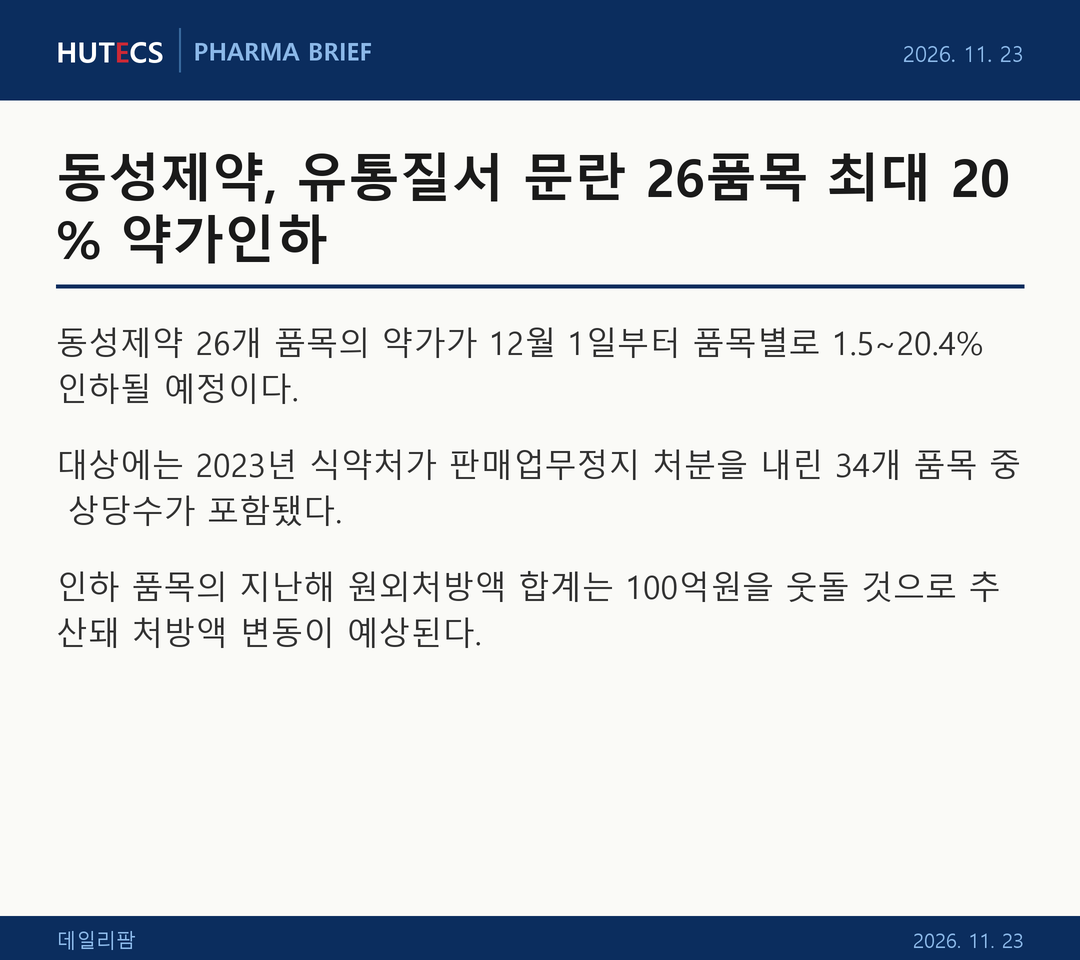 HUTECS PHARMA BRIEF 2026. 11. 23
동성제약, 유통질서 문란 26품목 최대 20
% 약가인하
동성제약 26개 품목의 약가가 12월 1일부터 품목별로 1.5~20.4%
인하될 예정이다.
대상에는 2023년 식약처가 판매업무정지 처분을 내린 34개 품목 중
상당수가 포함됐다.
인하 품목의 지난해 원외처방액 합계는 100억원을 웃돌 것으로 추
산돼 처방액 변동이 예상된다.
데일리팜 2026. 11. 23